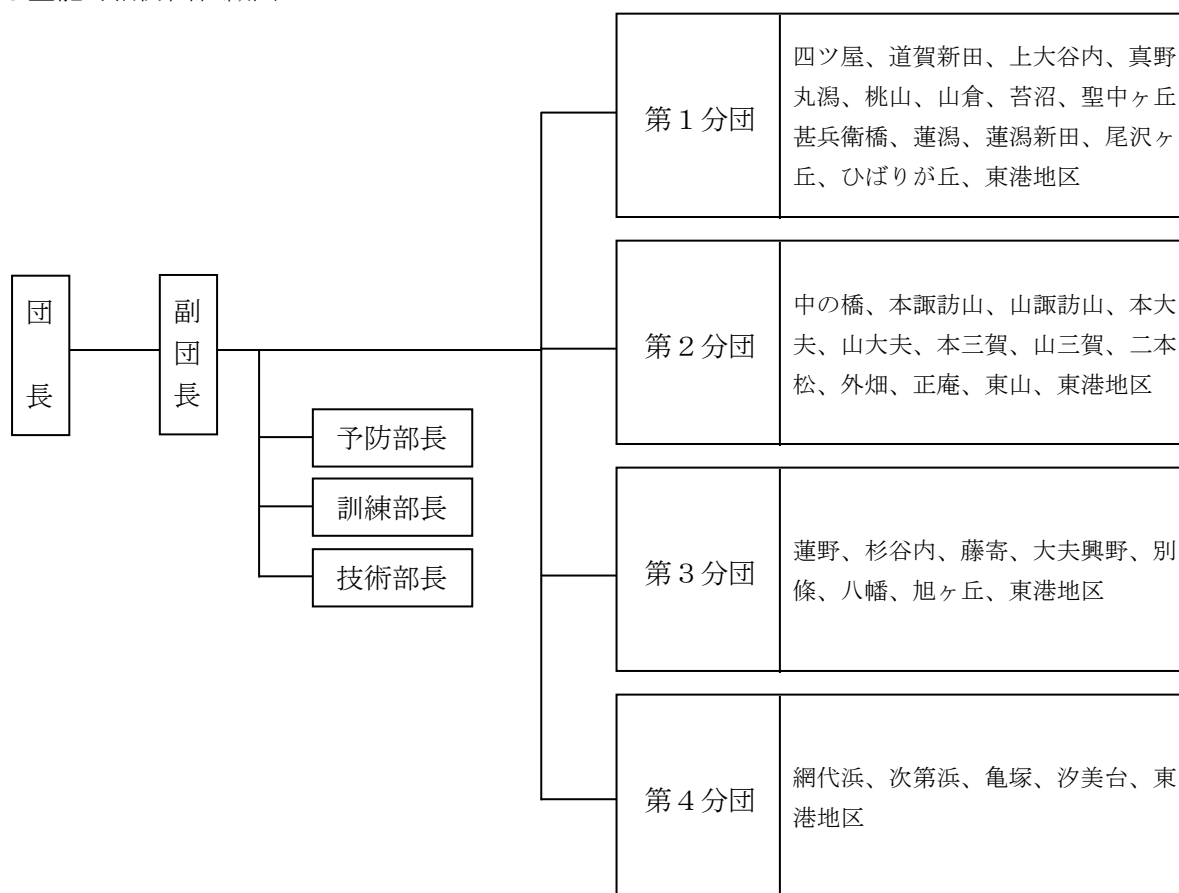 団長
副団長
予防部長
訓練部長
技術部長
第１分団
四ツ屋、道賀新田、上大谷内、真野
丸潟、桃山、山倉、苔沼、聖中ヶ丘
甚兵衛橋、蓮潟、蓮潟新田、尾沢ヶ
丘、ひばりが丘、東港地区
第２分団
中の橋、本諏訪山、山諏訪山、本大
夫、山大夫、本三賀、山三賀、二本
松、外畑、正庵、東山、東港地区
第３分団
蓮野、杉谷内、藤寄、大夫興野、別
條、八幡、旭ヶ丘、東港地区
第４分団
網代浜、次第浜、亀塚、汐美台、東
港地区